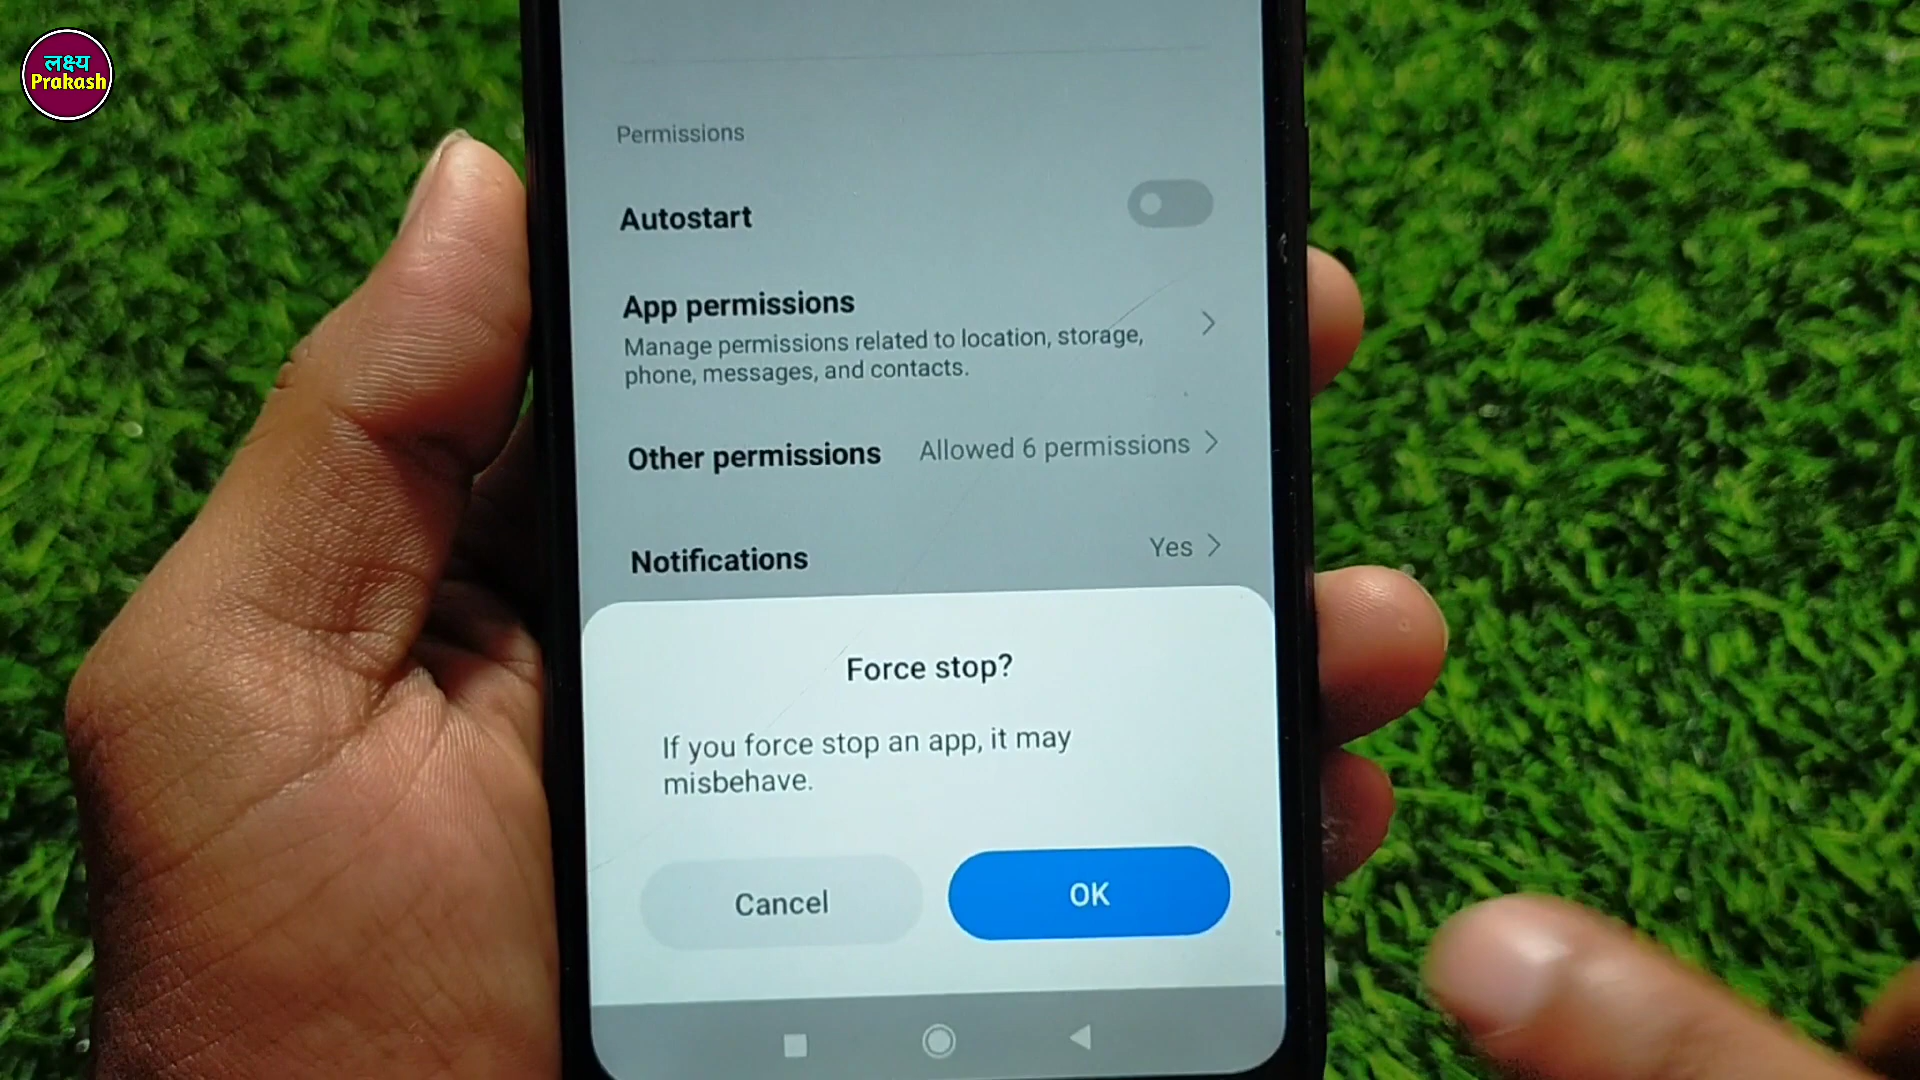 लक्ष्य
Prakash
Permissions
Autostart
App permissions
Manage permissions related to location, storage,
phone, messages, and contacts.
Other permissions Allowed 6 permissions
Notifications Yes
Force stop?
If you force stop an app, it may
misbehave.
Cancel OK